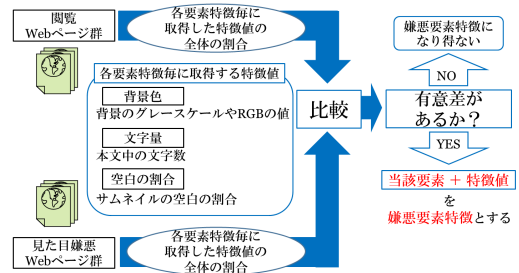 閲覧
Webページ群
各要素特徴毎に
取得した特徴値の
全体の割合
各要素特徴毎に取得する特徴値
背景色
背景のグレースケールやRGBの値
文字量
本文中の文字数
空白の割合
サムネイルの空白の割合
見た目嫌悪
Webページ群
各要素特徴毎に
取得した特徴値の
全体の割合
比較
嫌悪要素特徴に
なり得ない
NO
有意差が
あるか？
YES
当該要素 + 特徴値
を
嫌悪要素特徴とする